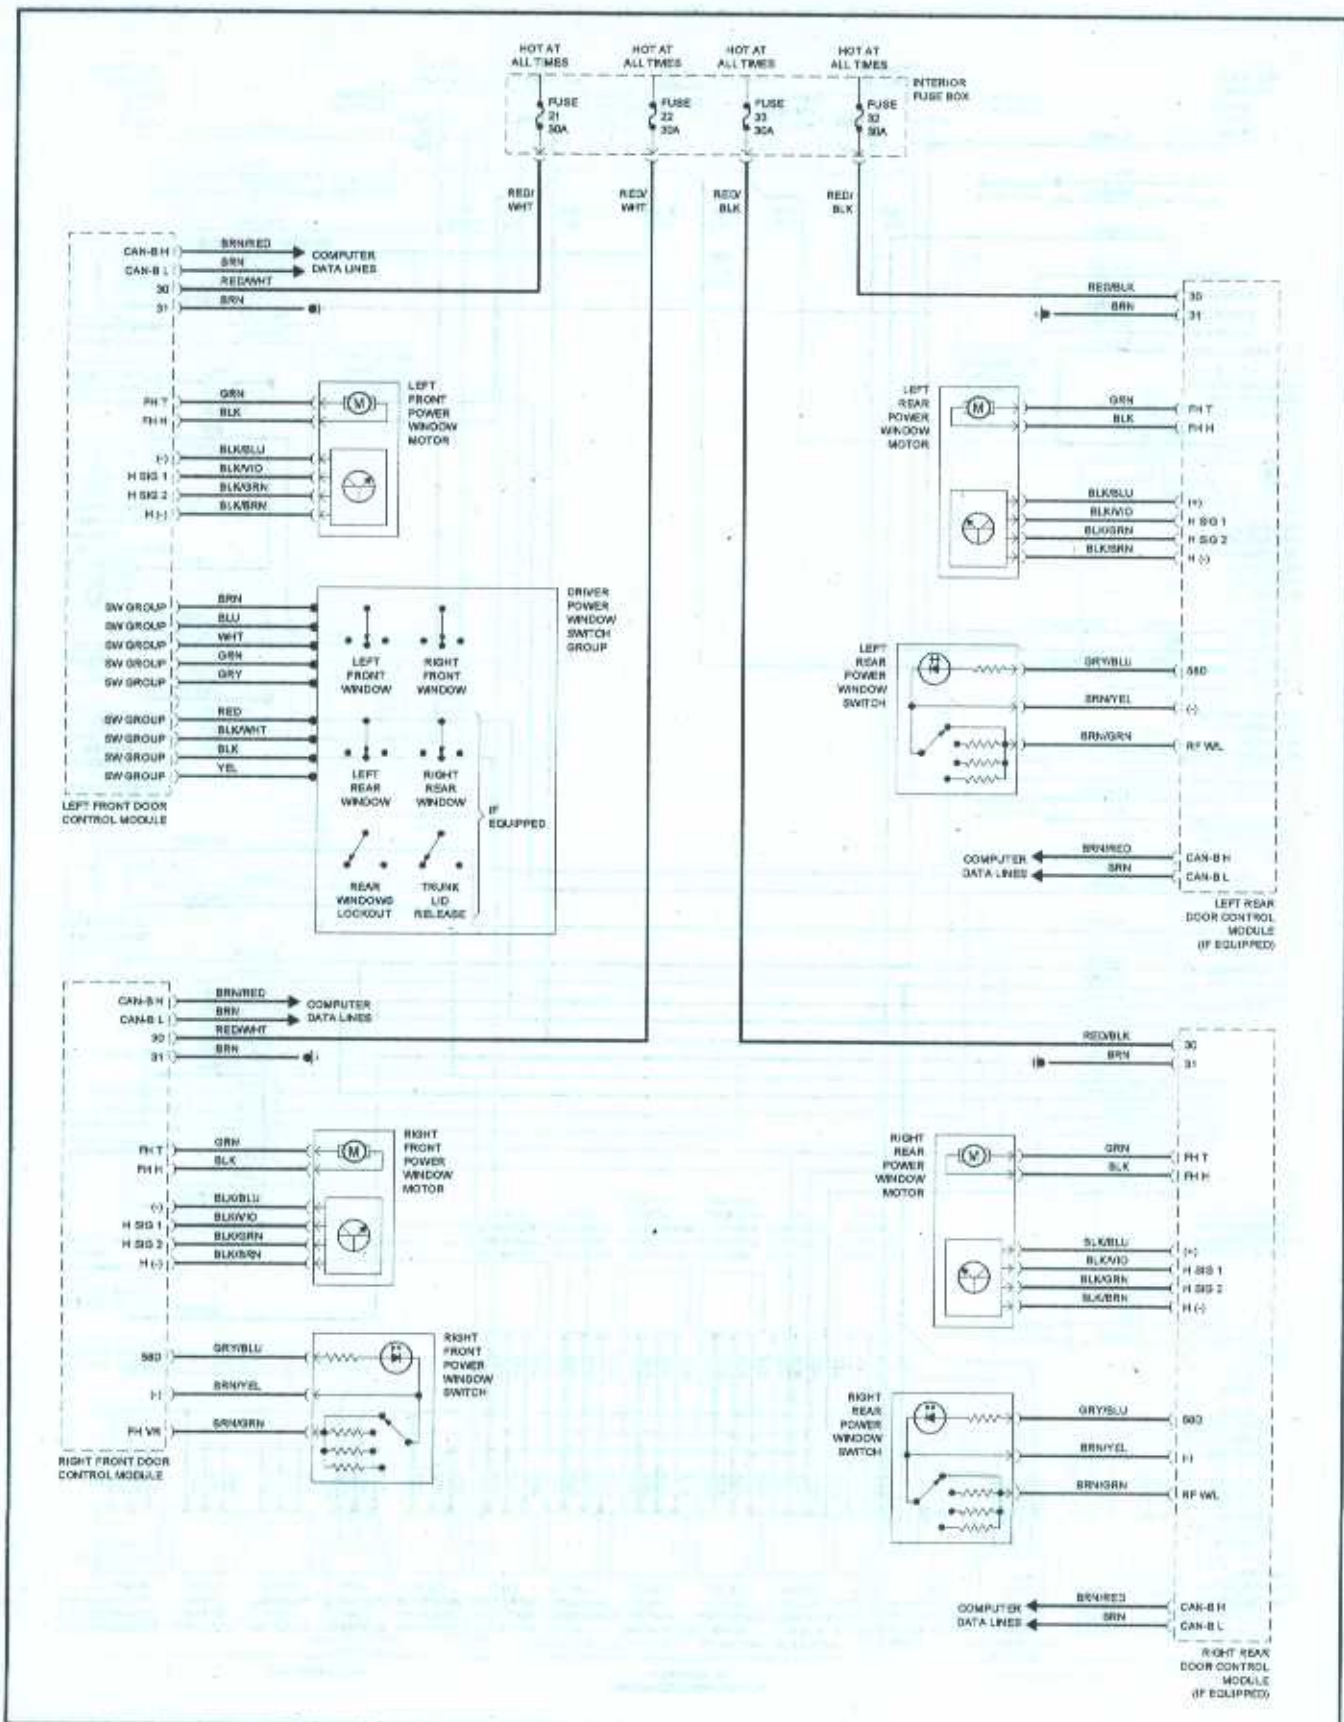 HOT AT
ALL TIMES
HOT AT
ALL TIMES
HOT AT
ALL TIMES
HOT AT
ALL TIMES
INTERIOR
FUSE BOX
FUSE
21
30A
FUSE
22
30A
FUSE
33
30A
FUSE
32
30A
RED/
WHT
RED/
WHT
RED/
BLK
RED/
BLK
CAN-B H
BRN/RED
CAN-B L
BRN
COMPUTER
DATA LINES
30
RED/WHT
31
BRN
FH T
GRN
FH H
BLK
LEFT
FRONT
POWER
WINDOW
MOTOR
M
(-)
BLK/BLU
H SIG 1
BLK/VIO
H SIG 2
BLK/GRN
H (-)
BLK/BRN
SW GROUP
BRN
SW GROUP
BLU
SW GROUP
WHT
SW GROUP
GRN
SW GROUP
GRY
SW GROUP
RED
SW GROUP
BLK/WHT
SW GROUP
BLK
SW GROUP
YEL
LEFT FRONT DOOR
CONTROL MODULE
DRIVER
POWER
WINDOW
SWITCH
GROUP
LEFT
FRONT
WINDOW
RIGHT
FRONT
WINDOW
LEFT
REAR
WINDOW
RIGHT
REAR
WINDOW
IF
EQUIPPED
REAR
WINDOWS
LOCKOUT
TRUNK
LID
RELEASE
RED/BLK
30
BRN
31
LEFT
REAR
POWER
WINDOW
MOTOR
M
GRN
FH T
BLK
FH H
BLK/BLU
(+)
BLK/VIO
H SIG 1
BLK/GRN
H SIG 2
BLK/BRN
H (-)
LEFT
REAR
POWER
WINDOW
SWITCH
GRY/BLU
58D
BRN/YEL
(-)
BRN/GRN
RF W/L
COMPUTER
DATA LINES
BRN/RED
CAN-B H
BRN
CAN-B L
LEFT REAR
DOOR CONTROL
MODULE
(IF EQUIPPED)
CAN-B H
BRN/RED
CAN-B L
BRN
COMPUTER
DATA LINES
30
RED/WHT
31
BRN
FH T
GRN
FH H
BLK
RIGHT
FRONT
POWER
WINDOW
MOTOR
M
(-)
BLK/BLU
H SIG 1
BLK/VIO
H SIG 2
BLK/GRN
H (-)
BLK/BRN
58D
GRY/BLU
(-)
BRN/YEL
FH VR
BRN/GRN
RIGHT
FRONT
POWER
WINDOW
SWITCH
RIGHT FRONT DOOR
CONTROL MODULE
RED/BLK
30
BRN
31
RIGHT
REAR
POWER
WINDOW
MOTOR
M
GRN
FH T
BLK
FH H
BLK/BLU
(+)
BLK/VIO
H SIG 1
BLK/GRN
H SIG 2
BLK/BRN
H (-)
RIGHT
REAR
POWER
WINDOW
SWITCH
GRY/BLU
58D
BRN/YEL
(-)
BRN/GRN
RF W/L
COMPUTER
DATA LINES
BRN/RED
CAN-B H
BRN
CAN-B L
RIGHT REAR
DOOR CONTROL
MODULE
(IF EQUIPPED)